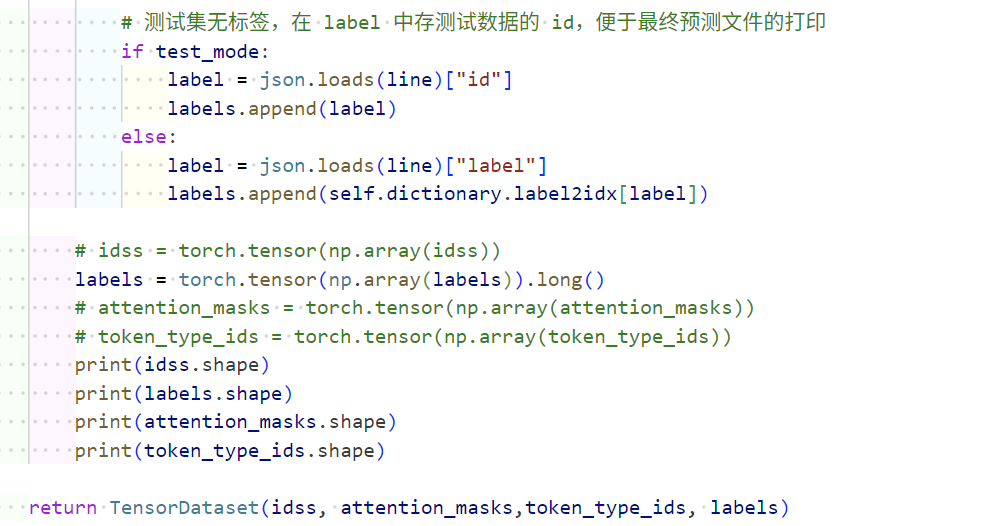 # 测试集无标签，在 label 中存测试数据的 id，便于最终预测文件的打印
if test_mode:
label = json.loads(line)["id"]
labels.append(label)
else:
label = json.loads(line)["label"]
labels.append(self.dictionary.label2idx[label])
# idss = torch.tensor(np.array(idss))
labels = torch.tensor(np.array(labels)).long()
# attention_masks = torch.tensor(np.array(attention_masks))
# token_type_ids = torch.tensor(np.array(token_type_ids))
print(idss.shape)
print(labels.shape)
print(attention_masks.shape)
print(token_type_ids.shape)
return TensorDataset(idss, attention_masks,token_type_ids, labels)